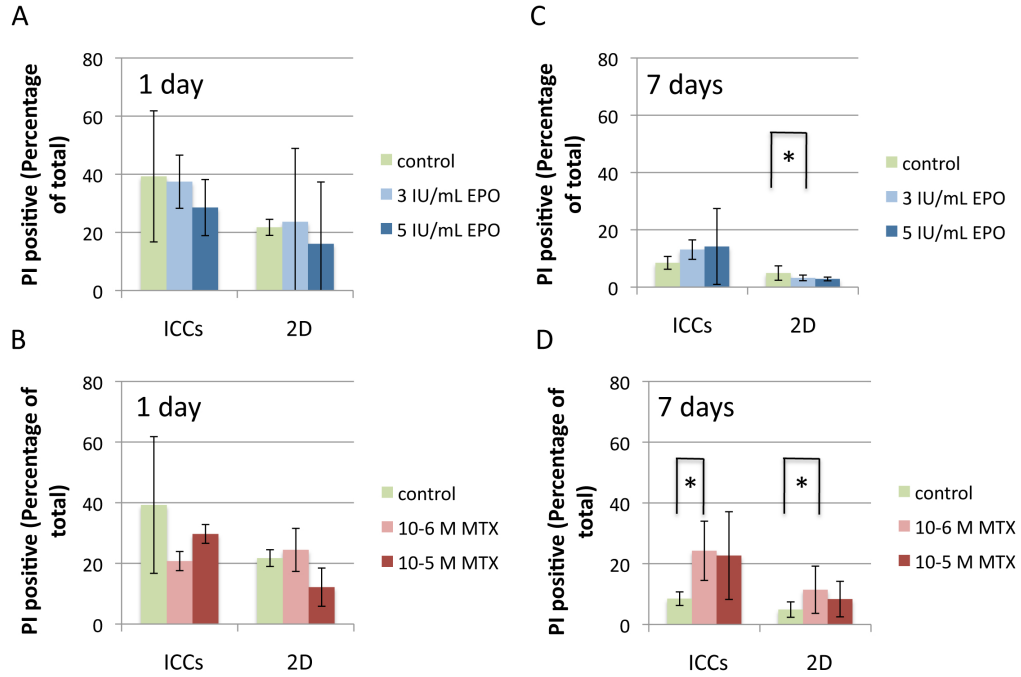 A
PI positive (Percentage
of total)
80
60
40
20
0
1 day
ICCs
2D
control
3 IU/mL EPO
5 IU/mL EPO
C
PI positive (Percentage
of total)
80
60
40
20
0
7 days
*
ICCs
2D
control
3 IU/mL EPO
5 IU/mL EPO
B
PI positive (Percentage of
total)
80
60
40
20
0
1 day
ICCs
2D
control
10-6 M MTX
10-5 M MTX
D
PI positive (Percentage of
total)
80
60
40
20
0
7 days
*
*
ICCs
2D
control
10-6 M MTX
10-5 M MTX